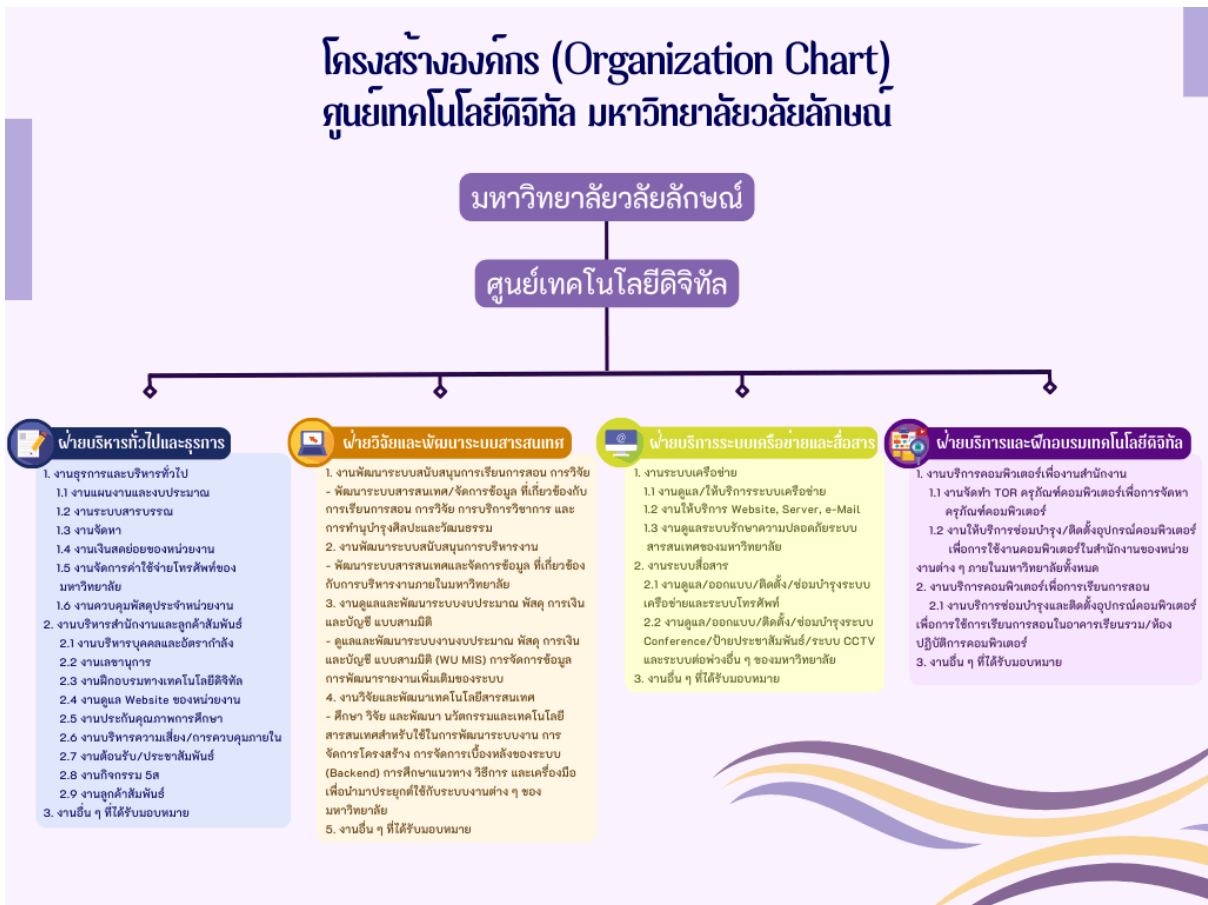 โครงสร้างองค์กร (Organization Chart)
ศูนย์เทคโนโลยีดิจิทัล มหาวิทยาลัยวลัยลักษณ์
มหาวิทยาลัยวลัยลักษณ์
ศูนย์เทคโนโลยีดิจิทัล
ฝ่ายบริหารทั่วไปและธุรการ
1. งานธุรการและบริหารทั่วไป
1.1 งานแผนงานและงบประมาณ
1.2 งานระบบสารบรรณ
1.3 งานจัดหา
1.4 งานเงินสดย่อยของหน่วยงาน
1.5 งานจัดการค่าใช้จ่ายโทรศัพท์ของ
มหาวิทยาลัย
1.6 งานควบคุมพัสดุประจำหน่วยงาน
2. งานบริหารสำนักงานและลูกค้าสัมพันธ์
2.1 งานบริหารบุคคลและอัตรากำลัง
2.2 งานเลขานุการ
2.3 งานฝึกอบรมทางเทคโนโลยีดิจิทัล
2.4 งานดูแล Website ของหน่วยงาน
2.5 งานประกันคุณภาพการศึกษา
2.6 งานบริหารความเสี่ยง/การควบคุมภายใน
2.7 งานต้อนรับ/ประชาสัมพันธ์
2.8 งานกิจกรรม 5ส
2.9 งานลูกค้าสัมพันธ์
3. งานอื่น ๆ ที่ได้รับมอบหมาย
ฝ่ายวิจัยและพัฒนาระบบสารสนเทศ
1. งานพัฒนาระบบสนับสนุนการเรียนการสอน การวิจัย
- พัฒนาระบบสารสนเทศ/จัดการข้อมูล ที่เกี่ยวข้องกับ
การเรียนการสอน การวิจัย การบริการวิชาการ และ
การทำนุบำรุงศิลปะและวัฒนธรรม
2. งานพัฒนาระบบสนับสนุนการบริหารงาน
- พัฒนาระบบสารสนเทศและจัดการข้อมูล ที่เกี่ยวข้อง
กับการบริหารงานภายในมหาวิทยาลัย
3. งานดูแลและพัฒนาระบบงบประมาณ พัสดุ การเงิน
และบัญชี แบบสามมิติ
- ดูแลและพัฒนาระบบงานงบประมาณ พัสดุ การเงิน
และบัญชี แบบสามมิติ (WU MIS) การจัดการข้อมูล
การพัฒนารายงานเพิ่มเติมของระบบ
4. งานวิจัยและพัฒนาเทคโนโลยีสารสนเทศ
- ศึกษา วิจัย และพัฒนา นวัตกรรมและเทคโนโลยี
สารสนเทศสำหรับใช้ในการพัฒนาระบบงาน การ
จัดการโครงสร้าง การจัดการเบื้องหลังของระบบ
(Backend) การศึกษาแนวทาง วิธีการ และเครื่องมือ
เพื่อนำมาประยุกต์ใช้กับระบบงานต่าง ๆ ของ
มหาวิทยาลัย
5. งานอื่น ๆ ที่ได้รับมอบหมาย
ฝ่ายบริการระบบเครือข่ายและสื่อสาร
1. งานระบบเครือข่าย
1.1 งานดูแล/ให้บริการระบบเครือข่าย
1.2 งานให้บริการ Website, Server, e-Mail
1.3 งานดูแลระบบรักษาความปลอดภัยระบบ
สารสนเทศของมหาวิทยาลัย
2. งานระบบสื่อสาร
2.1 งานดูแล/ออกแบบ/ติดตั้ง/ซ่อมบำรุงระบบ
เครือข่ายและระบบโทรศัพท์
2.2 งานดูแล/ออกแบบ/ติดตั้ง/ซ่อมบำรุงระบบ
Conference/ป้ายประชาสัมพันธ์/ระบบ CCTV
และระบบต่อพ่วงอื่น ๆ ของมหาวิทยาลัย
3. งานอื่น ๆ ที่ได้รับมอบหมาย
ฝ่ายบริการและฝึกอบรมเทคโนโลยีดิจิทัล
1. งานบริการคอมพิวเตอร์เพื่องานสำนักงาน
1.1 งานจัดทำ TOR ครุภัณฑ์คอมพิวเตอร์เพื่อการจัดหา
ครุภัณฑ์คอมพิวเตอร์
1.2 งานให้บริการซ่อมบำรุง/ติดตั้งอุปกรณ์คอมพิวเตอร์
เพื่อการใช้งานคอมพิวเตอร์ในสำนักงานของหน่วย
งานต่าง ๆ ภายในมหาวิทยาลัยทั้งหมด
2. งานบริการคอมพิวเตอร์เพื่อการเรียนการสอน
2.1 งานบริการซ่อมบำรุงและติดตั้งอุปกรณ์คอมพิวเตอร์
เพื่อการใช้การเรียนการสอนในอาคารเรียนรวม/ห้อง
ปฏิบัติการคอมพิวเตอร์
3. งานอื่น ๆ ที่ได้รับมอบหมาย